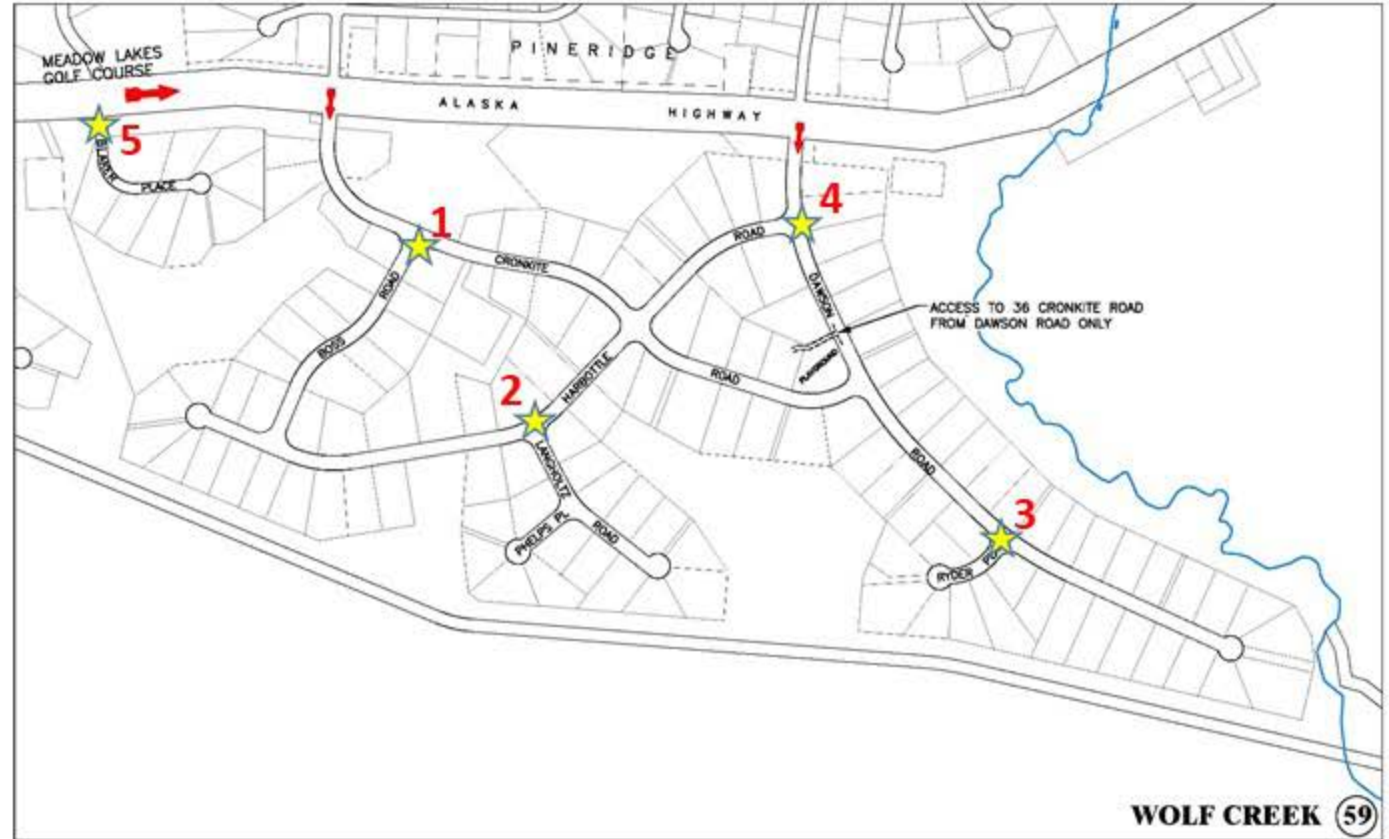 PINERIDGE
MEADOW LAKES
GOLF COURSE
ALASKA
HIGHWAY
5
PLACE
1
4
ROAD
CRONKITE
ROAD
DAWSON
ACCESS TO 36 CRONKITE ROAD
FROM DAWSON ROAD ONLY
BOSS
PLAYGROUND
HARBOTTLE
ROAD
2
LANGHOLTZ
ROAD
3
PHELPS PL
ROAD
RYDER
WOLF CREEK 59